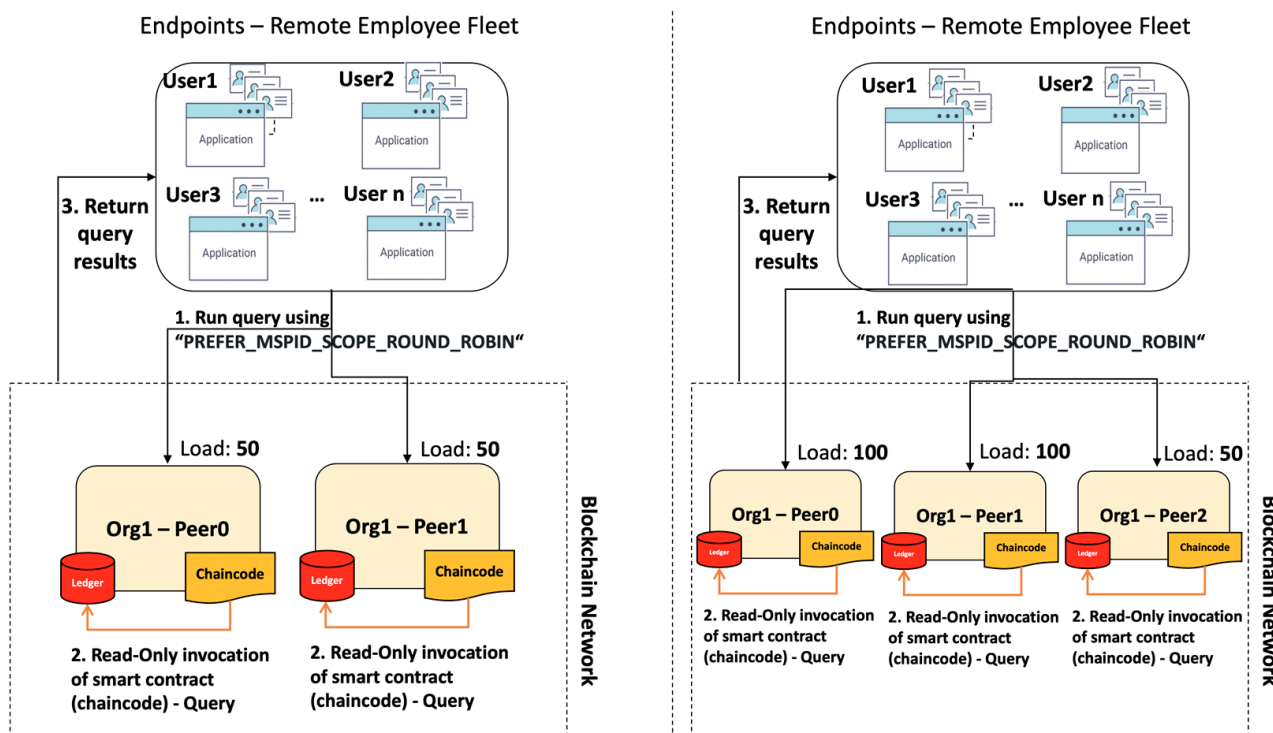 Endpoints – Remote Employee Fleet
User1
User2
Application
Application
User3
...
User n
Application
Application
3. Return
query
results
1. Run query using
“PREFER_MSPID_SCOPE_ROUND_ROBIN“
Load: 50
Load: 50
Org1 – Peer0
Org1 – Peer1
Ledger
Chaincode
Ledger
Chaincode
2. Read-Only invocation
of smart contract
(chaincode) - Query
2. Read-Only invocation
of smart contract
(chaincode) - Query
Blockchain Network
Endpoints – Remote Employee Fleet
User1
User2
Application
Application
User3
...
User n
Application
Application
3. Return
query
results
1. Run query using
“PREFER_MSPID_SCOPE_ROUND_ROBIN“
Load: 100
Load: 100
Load: 50
Org1 – Peer0
Org1 – Peer1
Org1 – Peer2
Ledger
Chaincode
Ledger
Chaincode
Ledger
Chaincode
2. Read-Only invocation
of smart contract
(chaincode) - Query
2. Read-Only invocation
of smart contract
(chaincode) - Query
2. Read-Only invocation
of smart contract
(chaincode) - Query
Blockchain Network